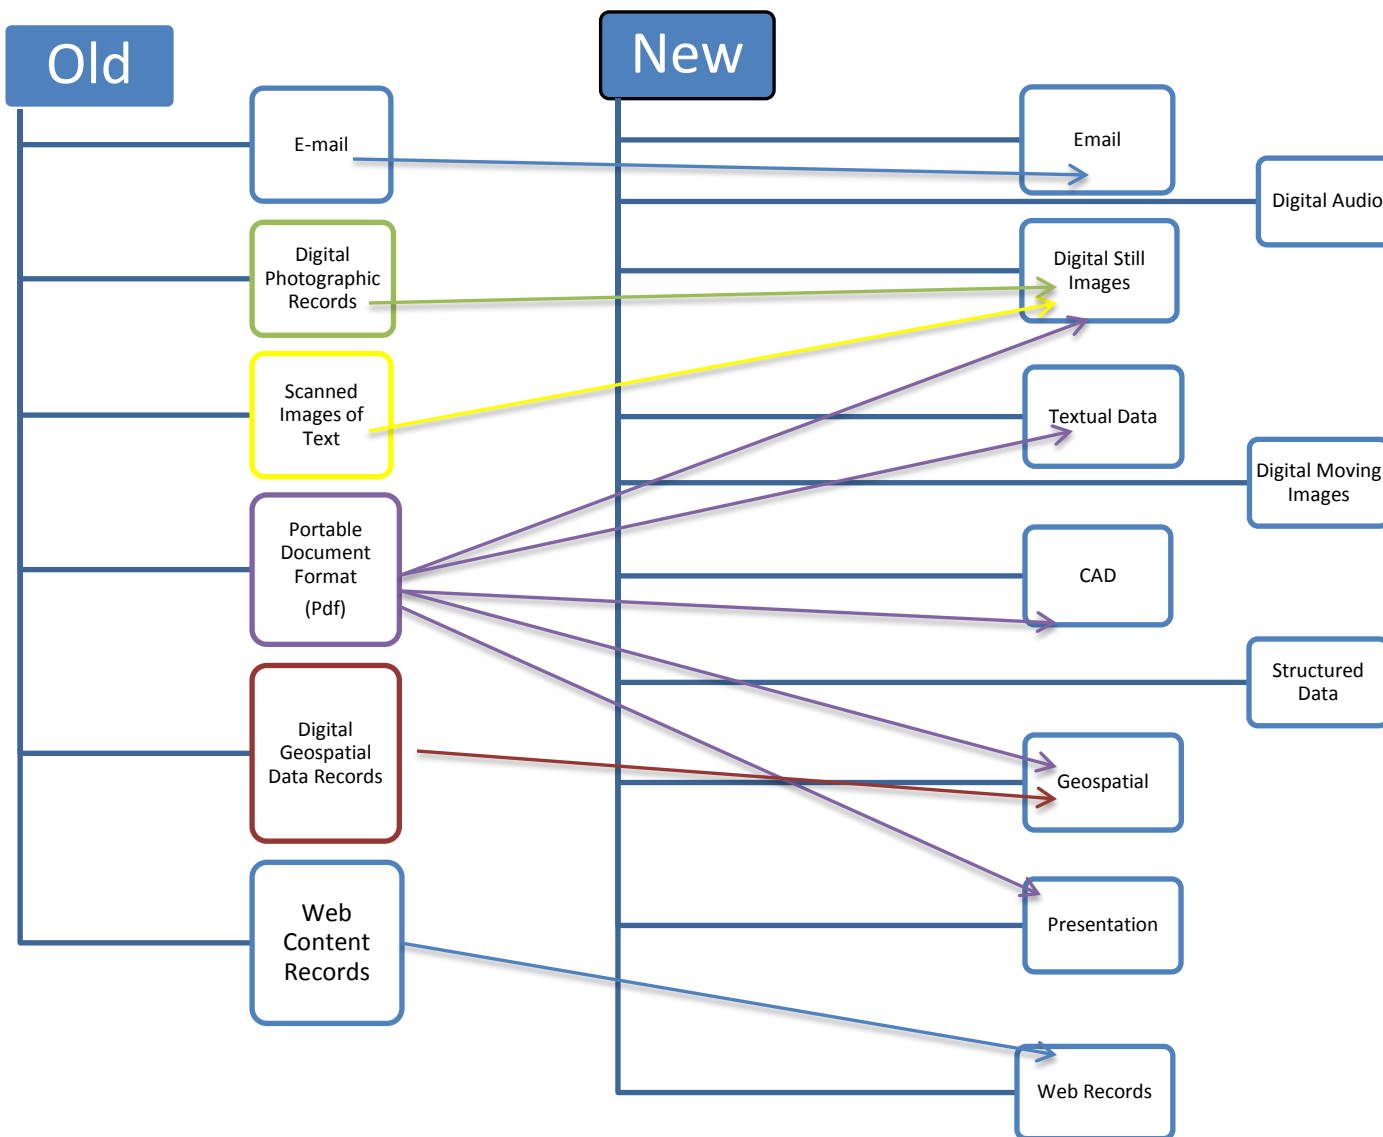 Old
New
E-mail
Digital
Photographic
Records
Scanned
Images of
Text
Portable
Document
Format
(Pdf)
Digital
Geospatial
Data Records
Web
Content
Records
Email
Digital Audio
Digital Still
Images
Textual Data
Digital Moving
Images
CAD
Structured
Data
Geospatial
Presentation
Web Records